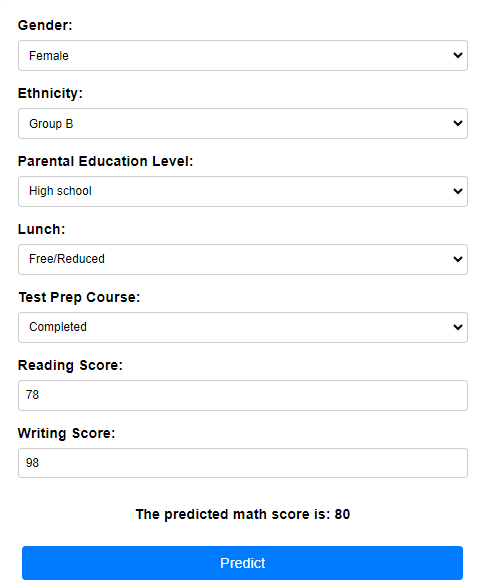 Gender:
Female
Ethnicity:
Group B
Parental Education Level:
High school
Lunch:
Free/Reduced
Test Prep Course:
Completed
Reading Score:
78
Writing Score:
98
The predicted math score is: 80
Predict